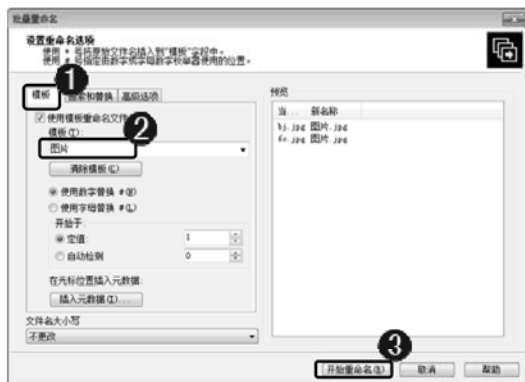 批量重命名
设置重命名选项
使用 * 号将原始文件名插入到"模板"字段中。
使用 # 号指定由数字或字母数字枚举器使用的位置。
1
模板
搜索和替换
高级选项
使用模板重命名文件
2
模板(T):
图片
清除模板(C)
使用数字替换 #(N)
使用字母替换 #(L)
开始于:
定值: 1
自动检测 0
在光标位置插入元数据:
插入元数据(I)...
文件名大小写
不更改
预览
当... 新名称
bj.jpg 图片.jpg
图片.jpg
3
开始重命名(R)
取消
帮助